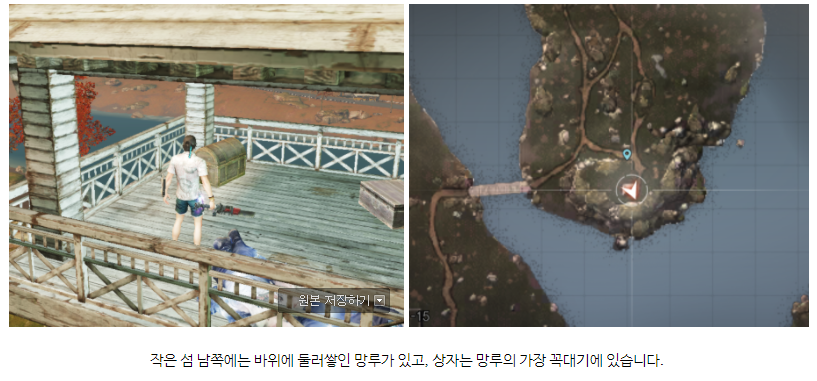 원본 저장하기
-15
작은 섬 남쪽에는 바위에 둘러쌓인 망루가 있고, 상자는 망루의 가장 꼭대기에 있습니다.